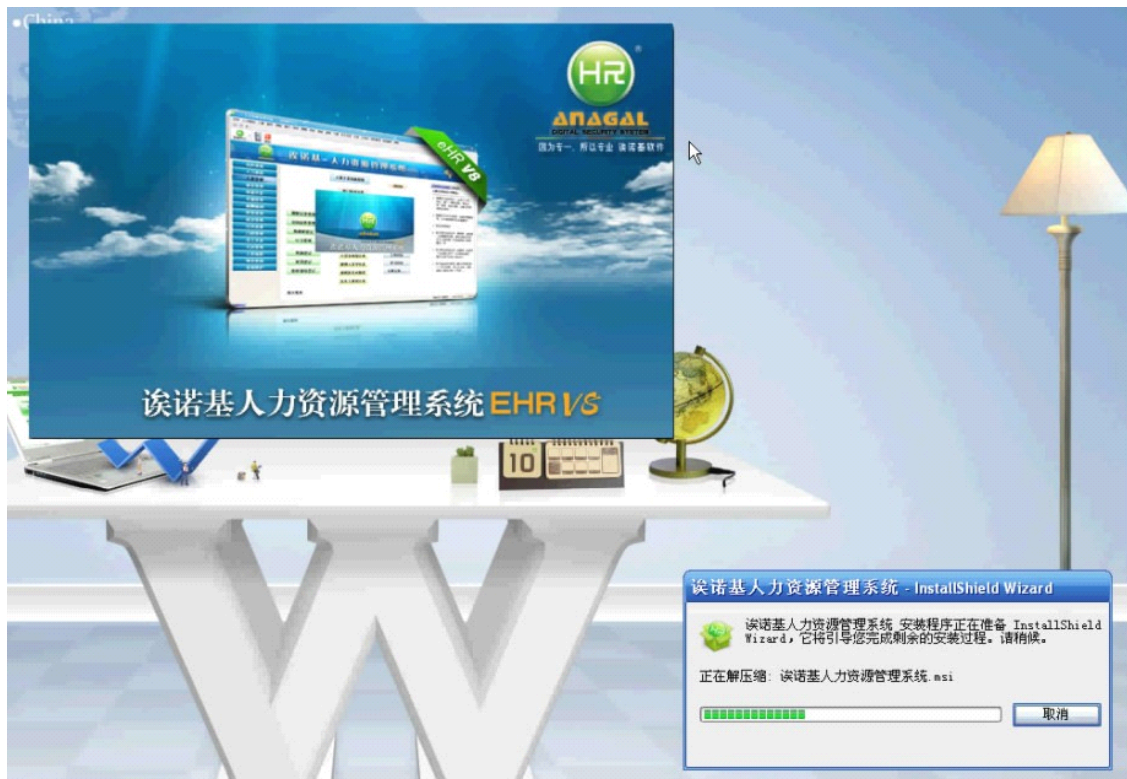 China
HR
®
ANAGAL
DIGITAL SECURITY SYSTEM
因为专一,所以专业 诶诺基软件
eHR V8
诶诺基人力资源管理系统 EHR V8
10
诶诺基人力资源管理系统 - InstallShield Wizard
诶诺基人力资源管理系统 安装程序正在准备 InstallShield
Wizard,它将引导您完成剩余的安装过程。请稍候。
正在解压缩: 诶诺基人力资源管理系统.msi
取消